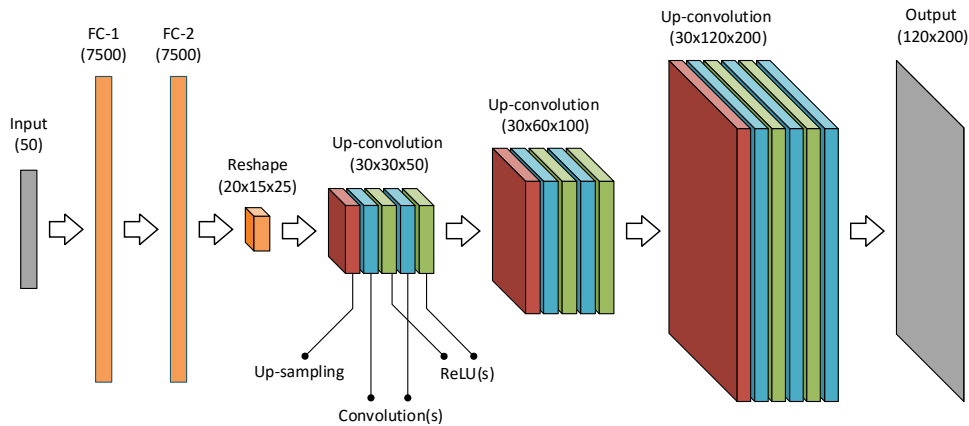 Input
(50)
FC-1
(7500)
FC-2
(7500)
Reshape
(20x15x25)
Up-convolution
(30x30x50)
Up-convolution
(30x60x100)
Up-convolution
(30x120x200)
Output
(120x200)
Up-sampling
Convolution(s)
ReLU(s)